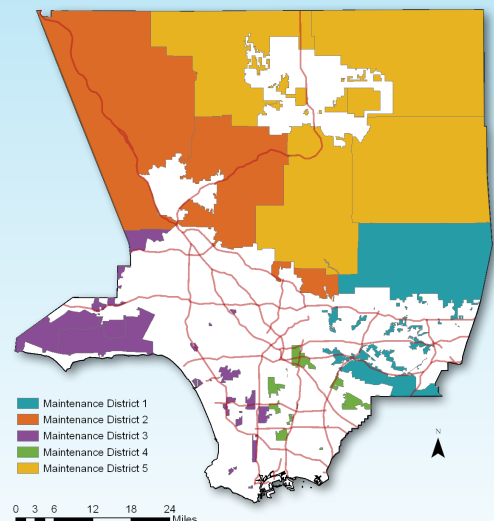 Maintenance District 1
Maintenance District 2
Maintenance District 3
Maintenance District 4
Maintenance District 5
N
0 3 6 12 18 24
Miles